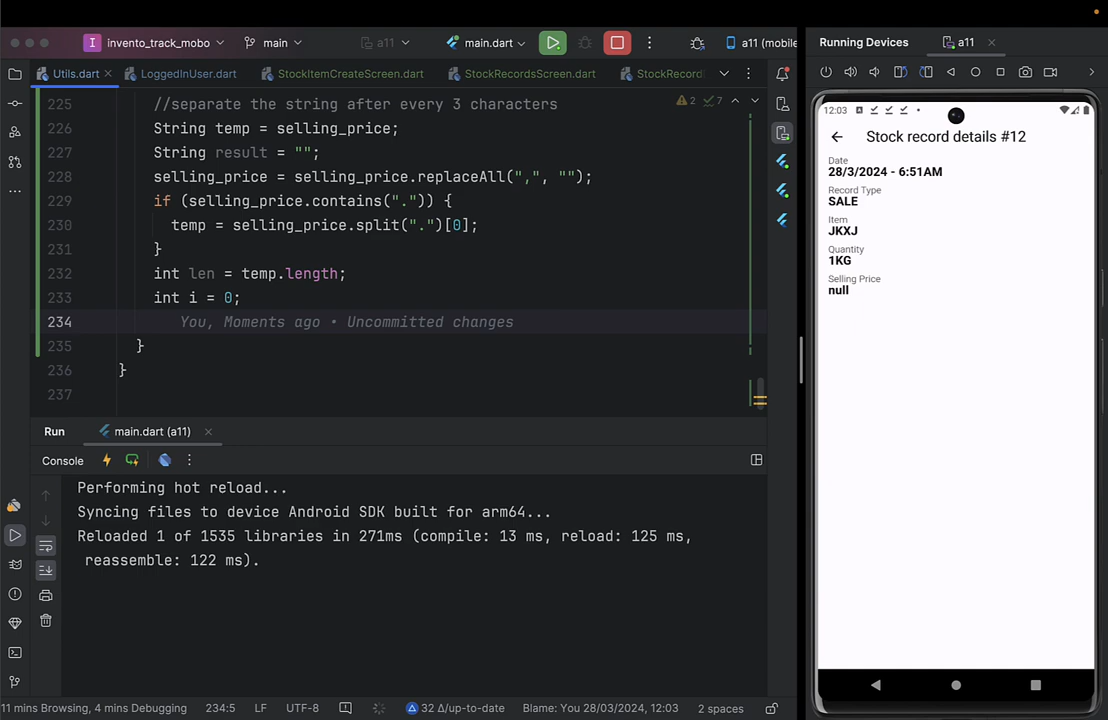 invento_track_mobo
main
a11
main.dart
a11 (mobile
Running Devices
a11
Utils.dart
LoggedInUser.dart
StockItemCreateScreen.dart
StockRecordsScreen.dart
StockRecord
225 //separate the string after every 3 characters
2 7
226 String temp = selling_price;
227 String result = "";
228 selling_price = selling_price.replaceAll(",", "");
229 if (selling_price.contains(".")) {
230 temp = selling_price.split(".")[0];
231 }
232 int len = temp.length;
233 int i = 0;
234 You, Moments ago • Uncommitted changes
235 }
236 }
237
Run
main.dart (a11)
Console
Performing hot reload...
Syncing files to device Android SDK built for arm64...
Reloaded 1 of 1535 libraries in 271ms (compile: 13 ms, reload: 125 ms,
reassemble: 122 ms).
11 mins Browsing, 4 mins Debugging
234:5
LF
UTF-8
32 Δ/up-to-date
Blame: You 28/03/2024, 12:03
2 spaces
12:03
Stock record details #12
Date
28/3/2024 - 6:51AM
Record Type
SALE
Item
JKXJ
Quantity
1KG
Selling Price
null